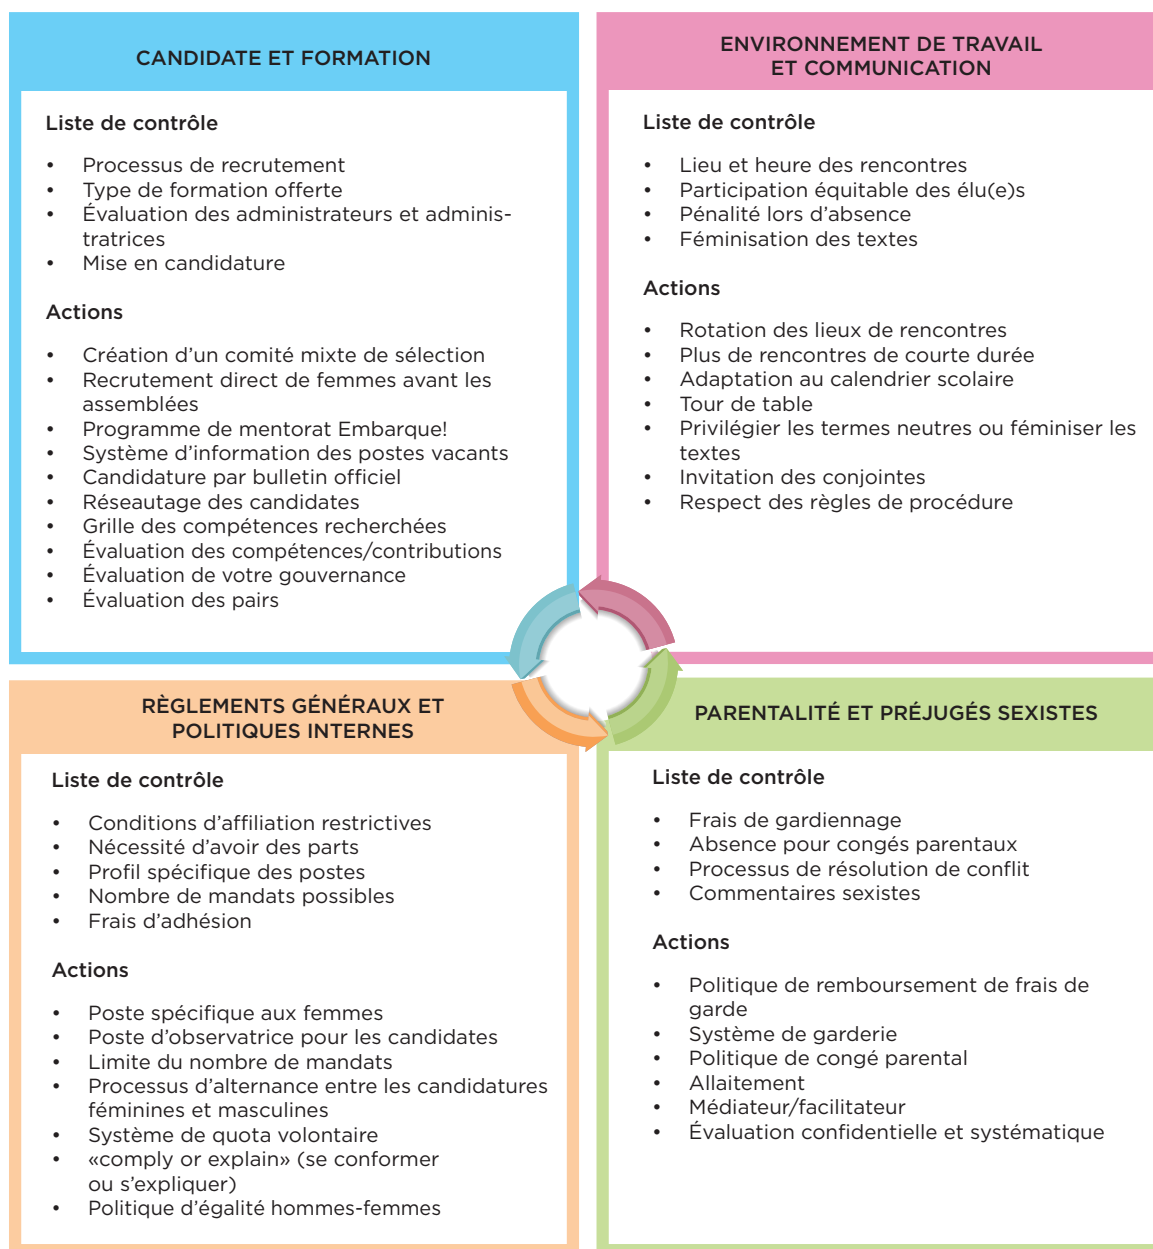 CANDIDATE ET FORMATION
Liste de contrôle
• Processus de recrutement
• Type de formation offerte
• Évaluation des administrateurs et adminis-
tratrices
• Mise en candidature
Actions
• Création d’un comité mixte de sélection
• Recrutement direct de femmes avant les
assemblées
• Programme de mentorat Embarque!
• Système d’information des postes vacants
• Candidature par bulletin officiel
• Réseautage des candidates
• Grille des compétences recherchées
• Évaluation des compétences/contributions
• Évaluation de votre gouvernance
• Évaluation des pairs
ENVIRONNEMENT DE TRAVAIL
ET COMMUNICATION
Liste de contrôle
• Lieu et heure des rencontres
• Participation équitable des élu(e)s
• Pénalité lors d’absence
• Féminisation des textes
Actions
• Rotation des lieux de rencontres
• Plus de rencontres de courte durée
• Adaptation au calendrier scolaire
• Tour de table
• Privilégier les termes neutres ou féminiser les
textes
• Invitation des conjointes
• Respect des règles de procédure
RÈGLEMENTS GÉNÉRAUX ET
POLITIQUES INTERNES
Liste de contrôle
• Conditions d’affiliation restrictives
• Nécessité d’avoir des parts
• Profil spécifique des postes
• Nombre de mandats possibles
• Frais d’adhésion
Actions
• Poste spécifique aux femmes
• Poste d’observatrice pour les candidates
• Limite du nombre de mandats
• Processus d’alternance entre les candidatures
féminines et masculines
• Système de quota volontaire
• «comply or explain» (se conformer
ou s’expliquer)
• Politique d’égalité hommes-femmes
PARENTALITÉ ET PRÉJUGÉS SEXISTES
Liste de contrôle
• Frais de gardiennage
• Absence pour congés parentaux
• Processus de résolution de conflit
• Commentaires sexistes
Actions
• Politique de remboursement de frais de
garde
• Système de garderie
• Politique de congé parental
• Allaitement
• Médiateur/facilitateur
• Évaluation confidentielle et systématique